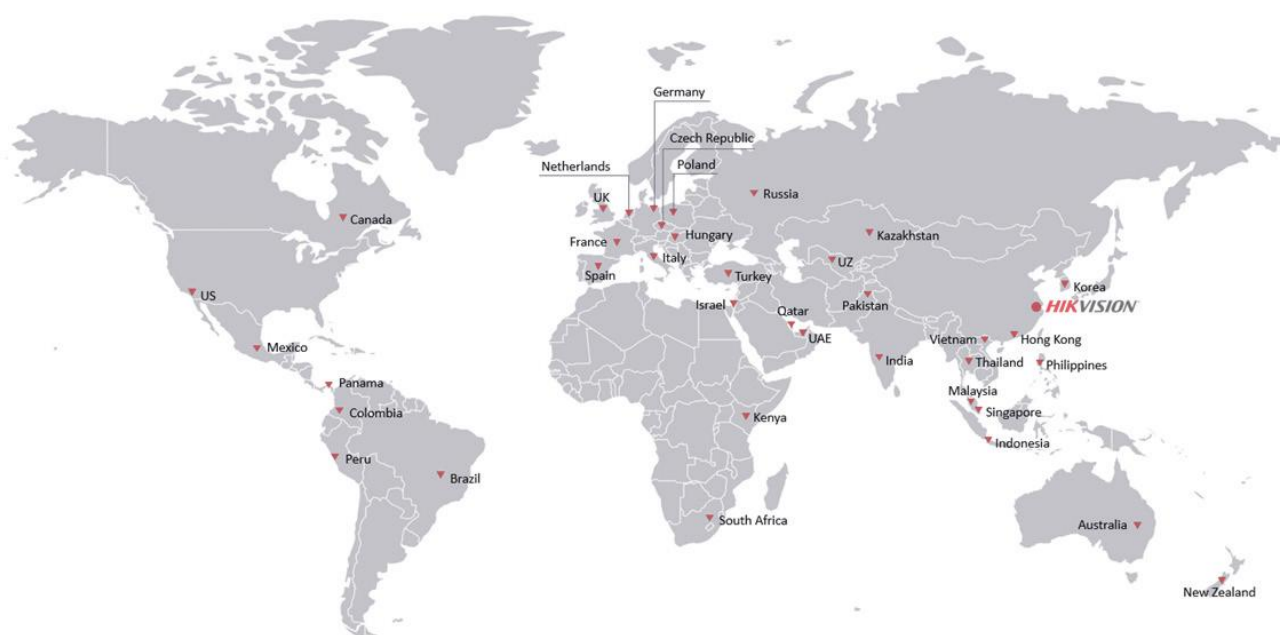 Germany
Czech Republic
Netherlands
Poland
UK
Russia
Canada
Kazakhstan
Hungary
France
Italy
UZ
Spain
Turkey
Korea
US
Israel
Pakistan
HIKVISION
Qatar
UAE
Vietnam
Hong Kong
Mexico
India
Thailand
Philippines
Panama
Malaysia
Colombia
Singapore
Kenya
Indonesia
Peru
Brazil
South Africa
Australia
New Zealand